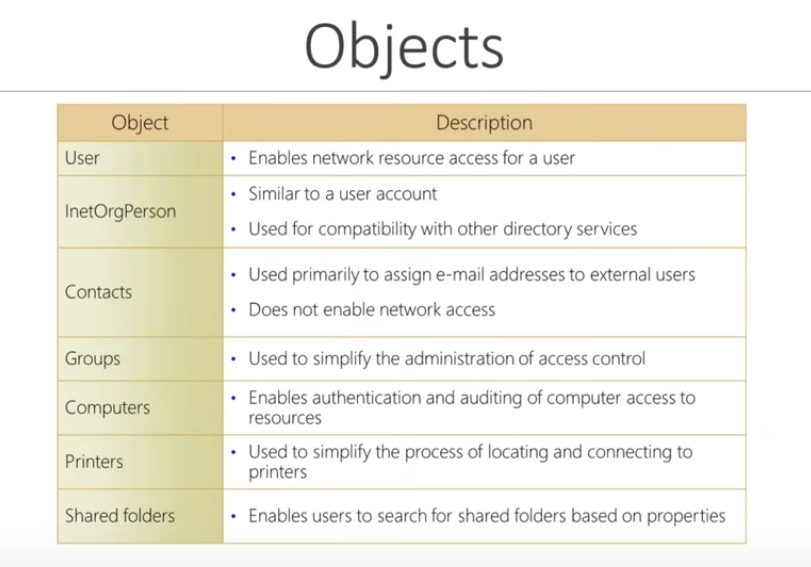 Objects
Object
Description
User
• Enables network resource access for a user
InetOrgPerson
• Similar to a user account
• Used for compatibility with other directory services
Contacts
• Used primarily to assign e-mail addresses to external users
• Does not enable network access
Groups
• Used to simplify the administration of access control
Computers
• Enables authentication and auditing of computer access to
resources
Printers
• Used to simplify the process of locating and connecting to
printers
Shared folders
• Enables users to search for shared folders based on properties